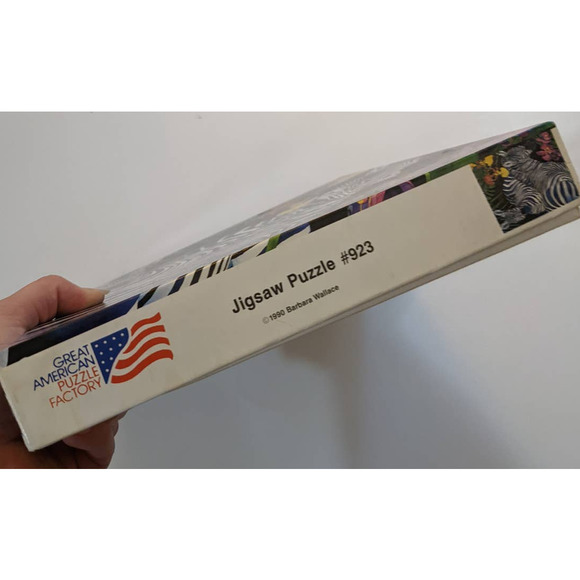 GREAT
AMERICAN
PUZZLE
FACTORY
Jigsaw Puzzle #923
©1990 Barbara Wallace